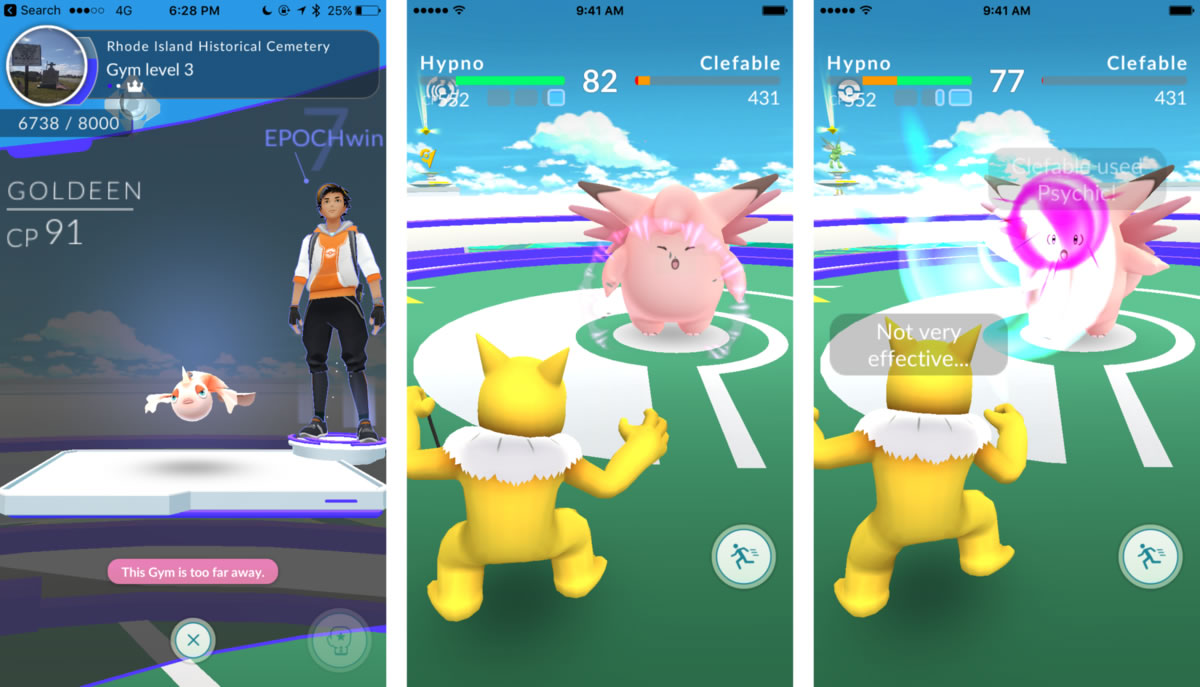 Search 4G 6:28 PM 25%
Rhode Island Historical Cemetery
Gym level 3
6738 / 8000
7
EPOCHwin
GOLDEEN
CP 91
This Gym is too far away.
9:41 AM
Hypno
82
Clefable
CP 552
431
9:41 AM
Hypno
77
Clefable
CP 552
431
Clefable used
Psychic!
Not very
effective...